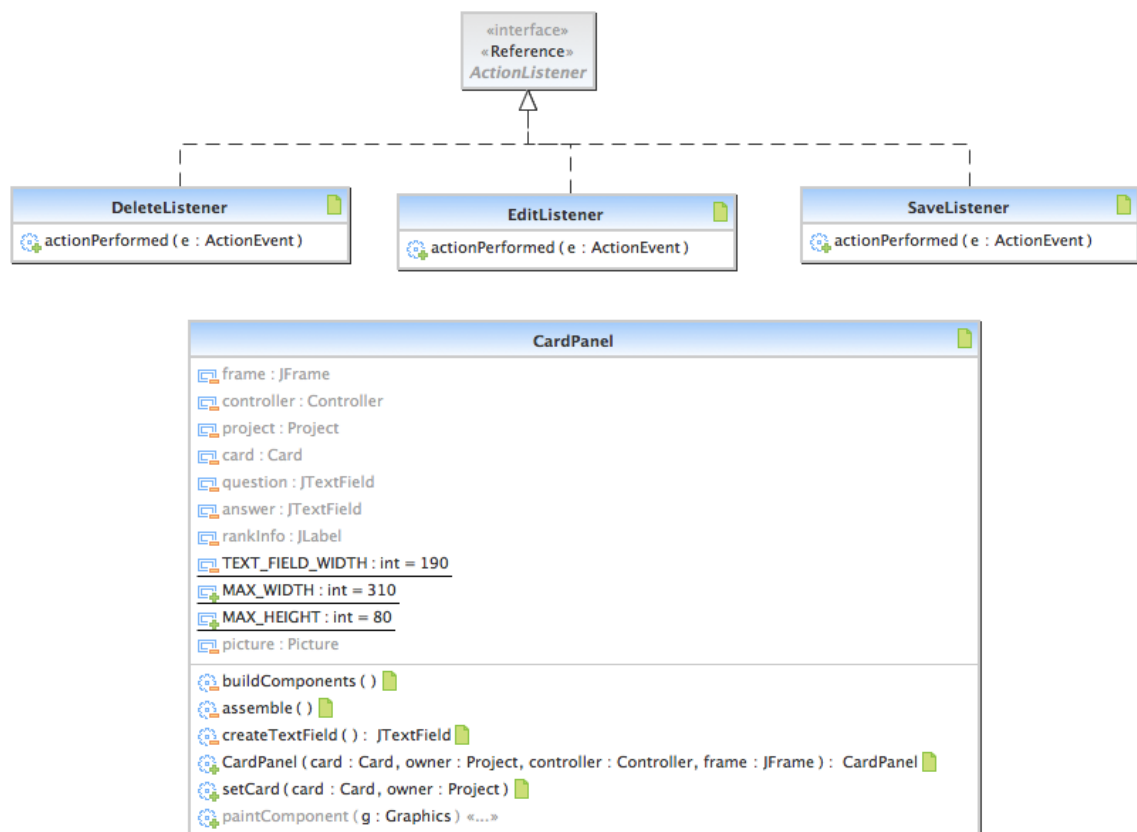 «interface»
«Reference»
ActionListener
DeleteListener
actionPerformed ( e : ActionEvent )
EditListener
actionPerformed ( e : ActionEvent )
SaveListener
actionPerformed ( e : ActionEvent )
CardPanel
frame : JFrame
controller : Controller
project : Project
card : Card
question : JTextField
answer : JTextField
rankInfo : JLabel
TEXT_FIELD_WIDTH : int = 190
MAX_WIDTH : int = 310
MAX_HEIGHT : int = 80
picture : Picture
buildComponents ( )
assemble ( )
createTextField ( ) : JTextField
CardPanel ( card : Card, owner : Project, controller : Controller, frame : JFrame ) : CardPanel
setCard ( card : Card, owner : Project )
paintComponent ( g : Graphics ) «...»